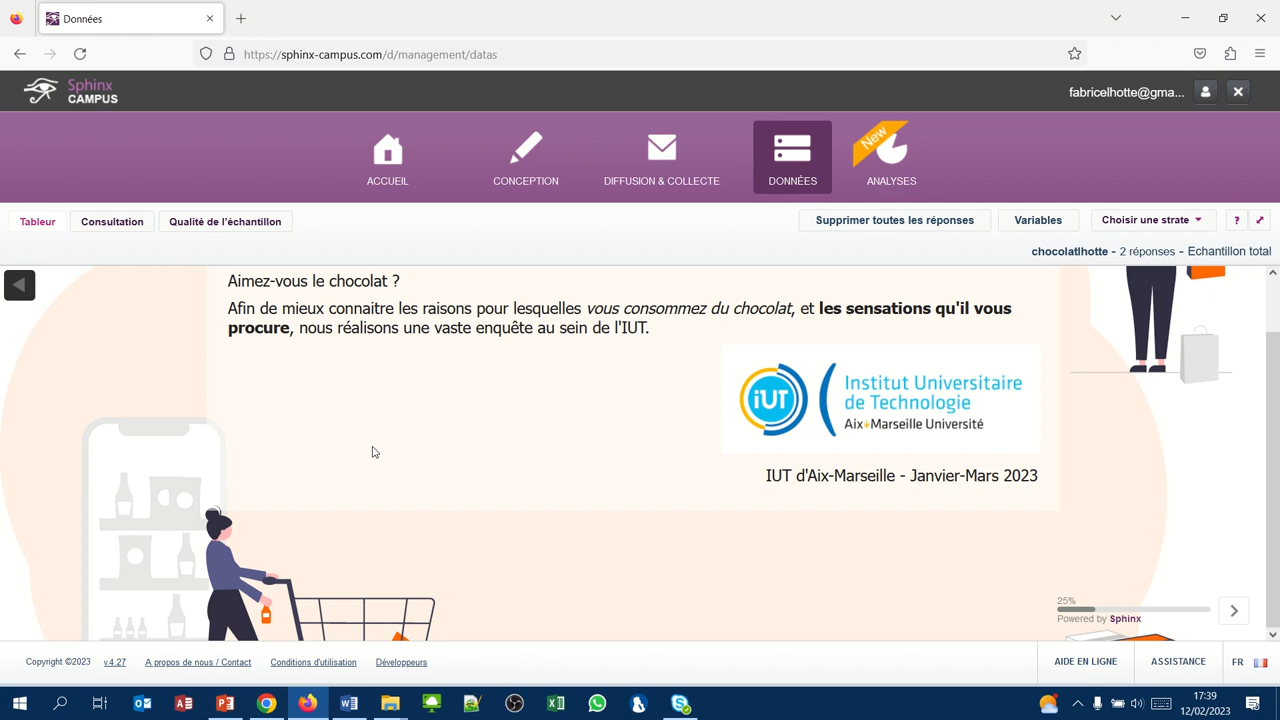 Données
https://sphinx-campus.com/d/management/datas
Sphinx
CAMPUS
fabricelhotte@gma...
New
ACCUEIL
CONCEPTION
DIFFUSION & COLLECTE
DONNÉES
ANALYSES
Tableur
Consultation
Qualité de l'échantillon
Supprimer toutes les réponses
Variables
Choisir une strate
?
chocolatlhotte - 2 réponses - Echantillon total
Aimez-vous le chocolat ?
Afin de mieux connaitre les raisons pour lesquelles vous consommez du chocolat, et les sensations qu'il vous
procure, nous réalisons une vaste enquête au sein de l'IUT.
iUT
Institut Universitaire
de Technologie
Aix*Marseille Université
IUT d'Aix-Marseille - Janvier-Mars 2023
25%
Powered by Sphinx
Copyright ©2023
v.4.27
A propos de nous / Contact
Conditions d'utilisation
Développeurs
AIDE EN LIGNE
ASSISTANCE
FR
17:39
12/02/2023